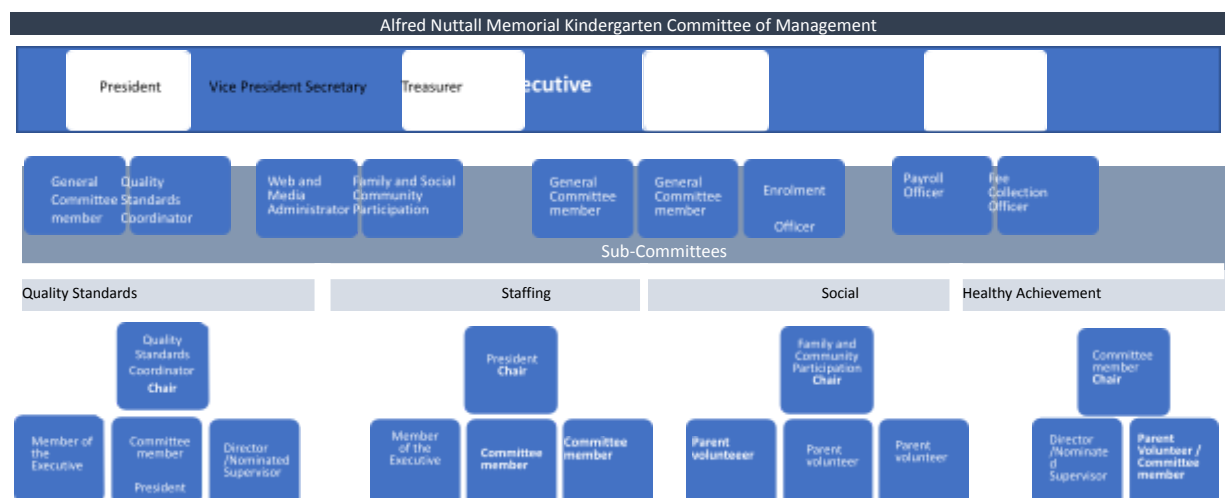 Alfred Nuttall Memorial Kindergarten Committee of Management
President
Vice President Secretary
Treasurer
ecutive
General
Committee
member
Quality
Standards
Coordinator
Web and
Media
Administrator
Family and Social
Community
Participation
General
Committee
member
General
Committee
member
Enrolment
Officer
Payroll
Officer
Fee
Collection
Officer
Sub-Committees
Quality Standards
Staffing
Social
Healthy Achievement
Quality
Standards
Coordinator
Chair
President
Chair
Family and
Community
Participation
Chair
Committee
member
Chair
Member of
the
Executive
Committee
member
President
Director
/Nominated
Supervisor
Member
of the
Executive
Committee
member
Committee
member
Parent
volunteeer
Parent
volunteer
Parent
volunteer
Director
/Nominate
d
Supervisor
Parent
Volunteer /
Committee
member